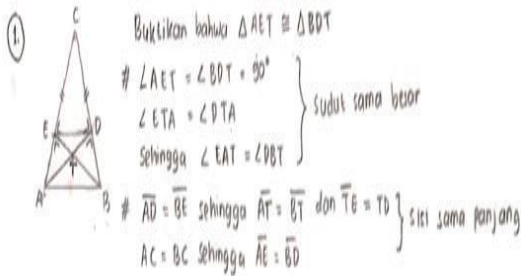 1.
C
E
D
T
A
B
Buktikan bahwa △AET ≅ △BDT
# ∠AET = ∠BDT = 90°
∠ETA = ∠DTA
Sehingga ∠EAT = ∠DBT
sudut sama besar
# AD = BE sehingga AT = BT dan TE = TD
AC = BC Sehingga AE = BD
sisi sama panjang